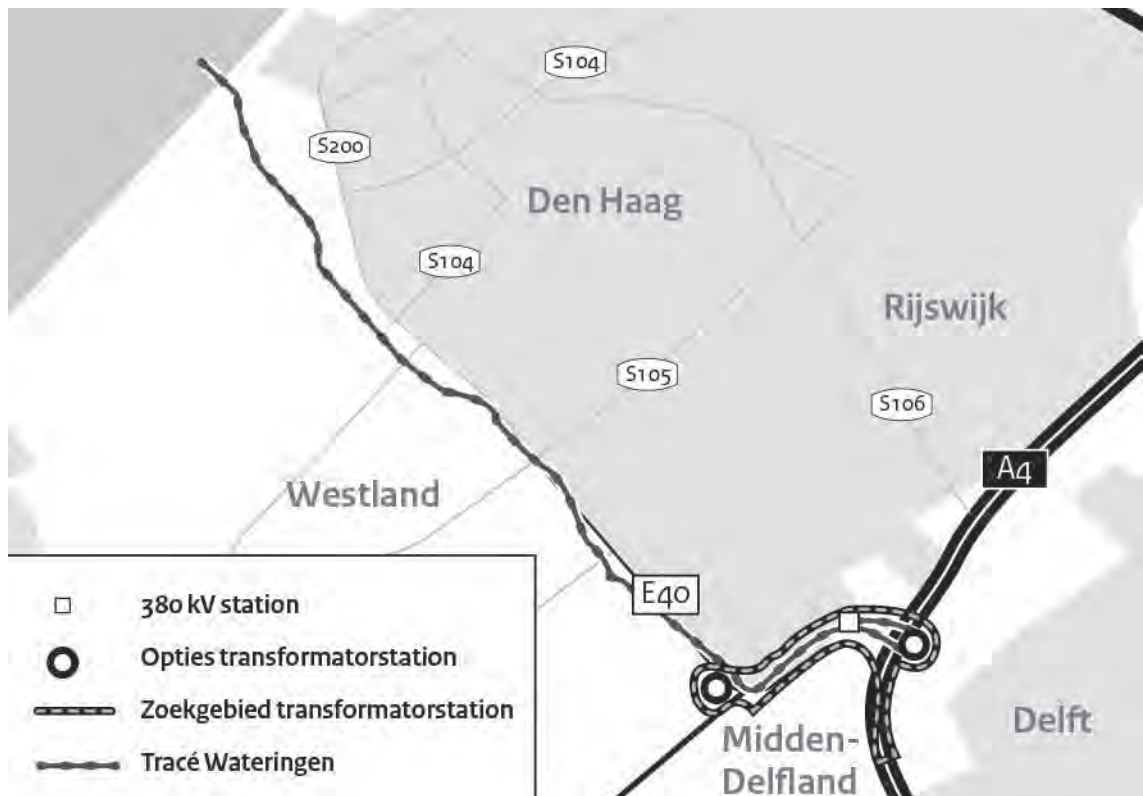 S104
S200
Den Haag
S104
Rijswijk
S105
S106
A4
Westland
E40
380 kV station
Opties transformatorstation
Zoekgebied transformatorstation
Tracé Wateringen
Midden-
Delfland
Delft